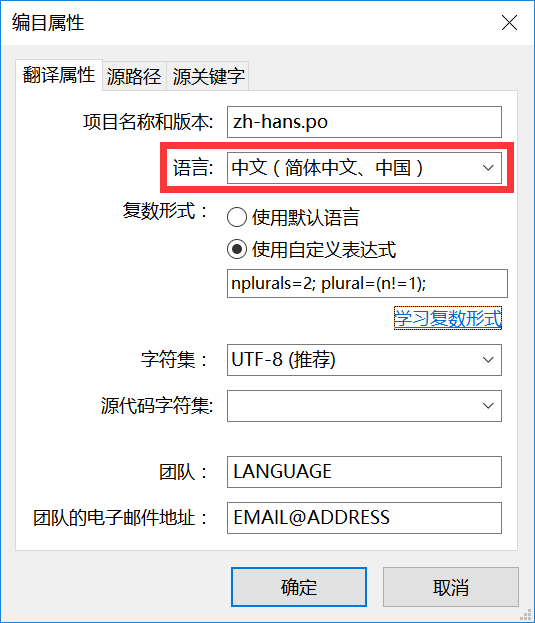 编目属性
翻译属性 源路径 源关键字
项目名称和版本: zh-hans.po
语言: 中文 ( 简体中文、中国 )
复数形式： 使用默认语言
使用自定义表达式
nplurals=2; plural=(n!=1);
学习复数形式
字符集： UTF-8 (推荐)
源代码字符集:
团队： LANGUAGE
团队的电子邮件地址： EMAIL@ADDRESS
确定 取消